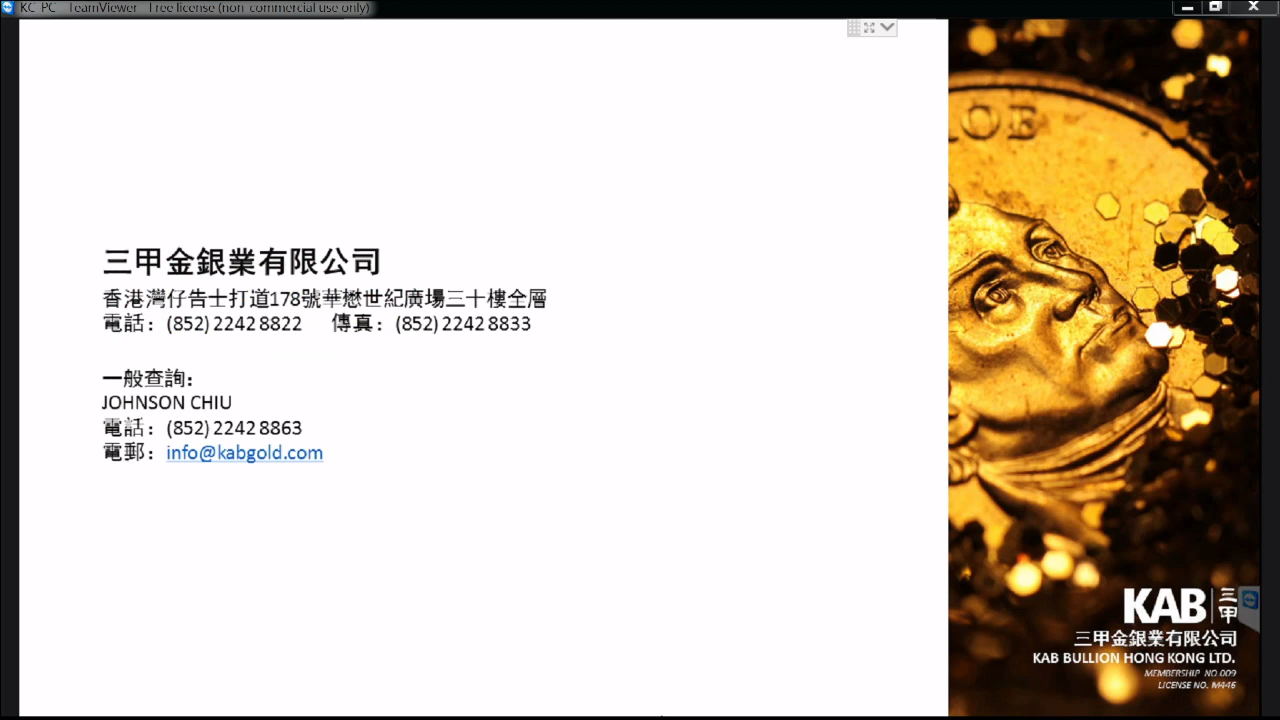 KC-PC - TeamViewer - Free license (non-commercial use only)
OE
三甲金銀業有限公司
香港灣仔告士打道178號華懋世紀廣場三十樓全層
電話：(852) 2242 8822 傳真：(852) 2242 8833
一般查詢：
JOHNSON CHIU
電話：(852) 2242 8863
電郵：info@kabgold.com
KAB 三甲
三甲金銀業有限公司
KAB BULLION HONG KONG LTD.
MEMBERSHIP NO.009
LICENSE NO. M446